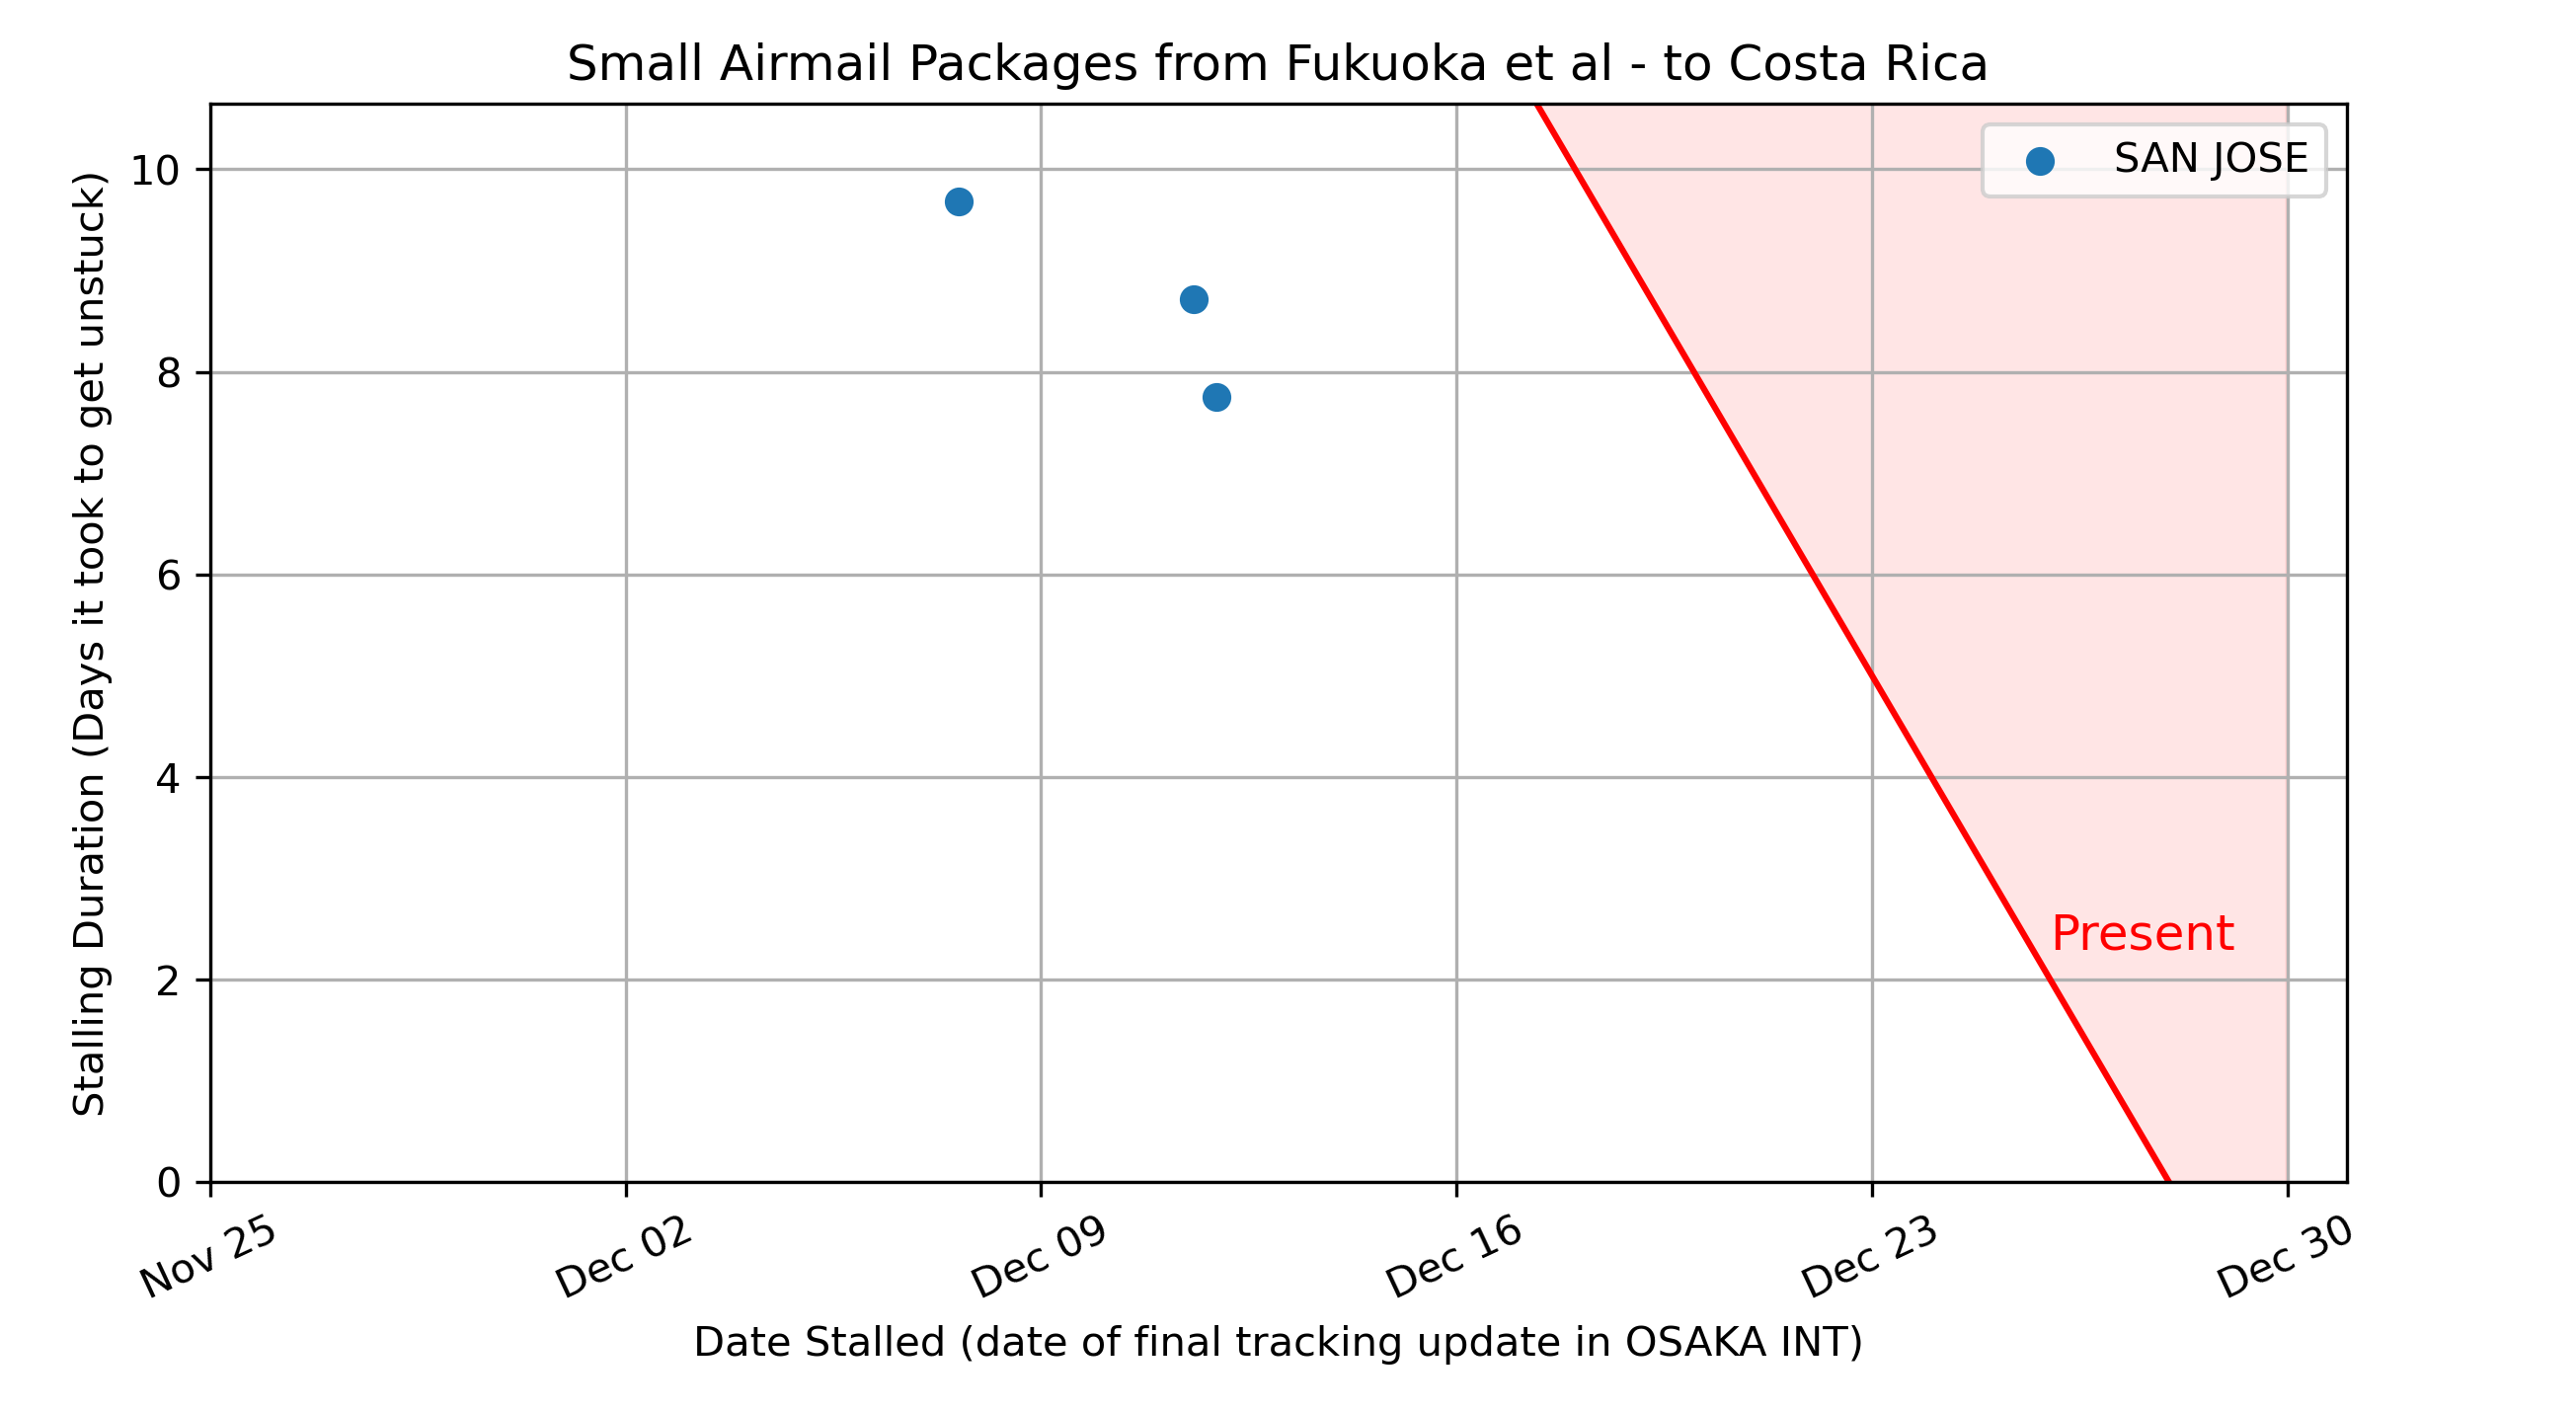 Small Airmail Packages from Fukuoka et al - to Costa Rica
SAN JOSE
Stalling Duration (Days it took to get unstuck)
10
8
6
4
2
0
Present
Nov 25
Dec 02
Dec 09
Dec 16
Dec 23
Dec 30
Date Stalled (date of final tracking update in OSAKA INT)